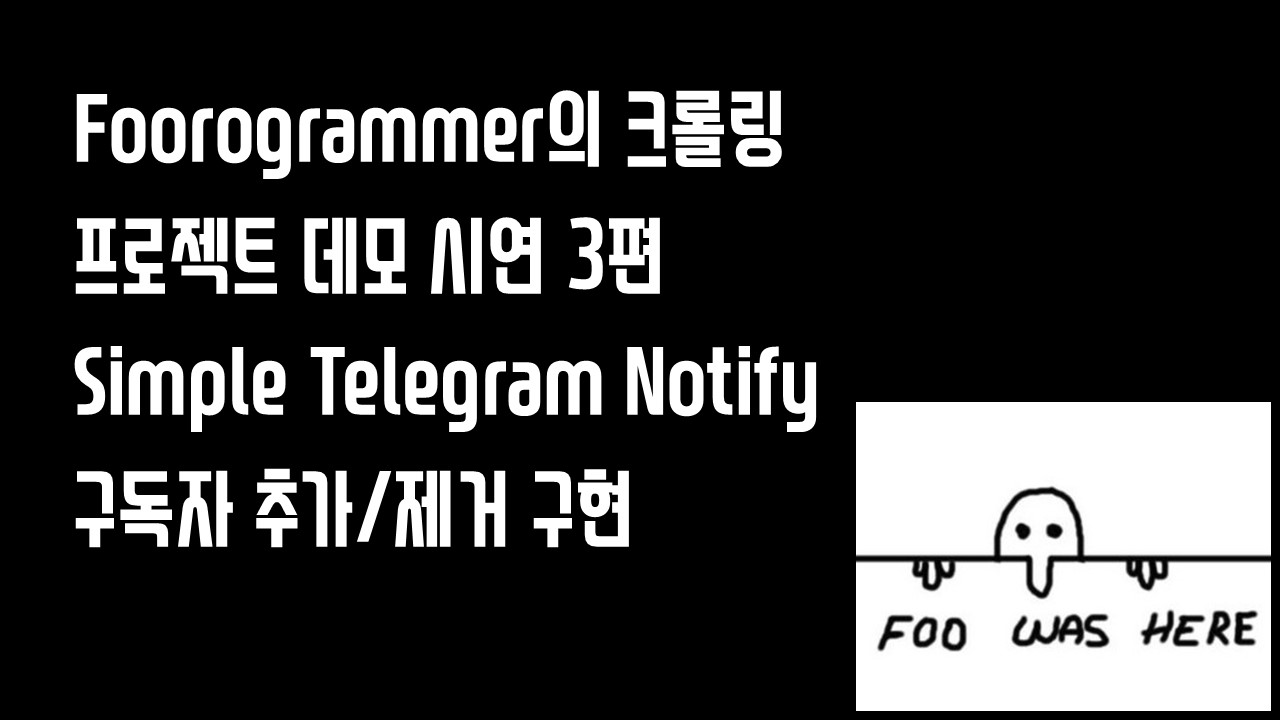 Foorogrammer의 크롤링
프로젝트 데모 시연 3편
Simple Telegram Notify
구독자 추가/제거 구현
FOO WAS HERE